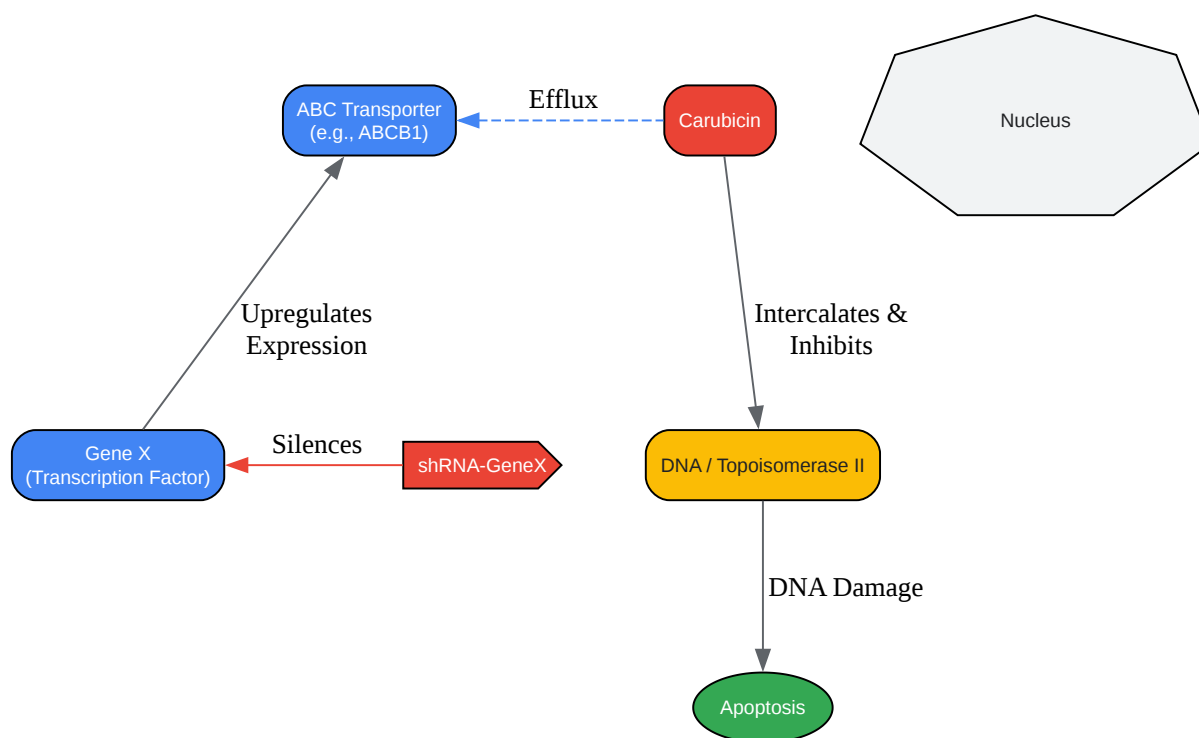 ABC Transporter
(e.g., ABCB1)
Efflux
Carubicin
Nucleus
Upregulates
Expression
Intercalates &
Inhibits
Gene X
(Transcription Factor)
Silences
shRNA-GeneX
DNA / Topoisomerase II
DNA Damage
Apoptosis